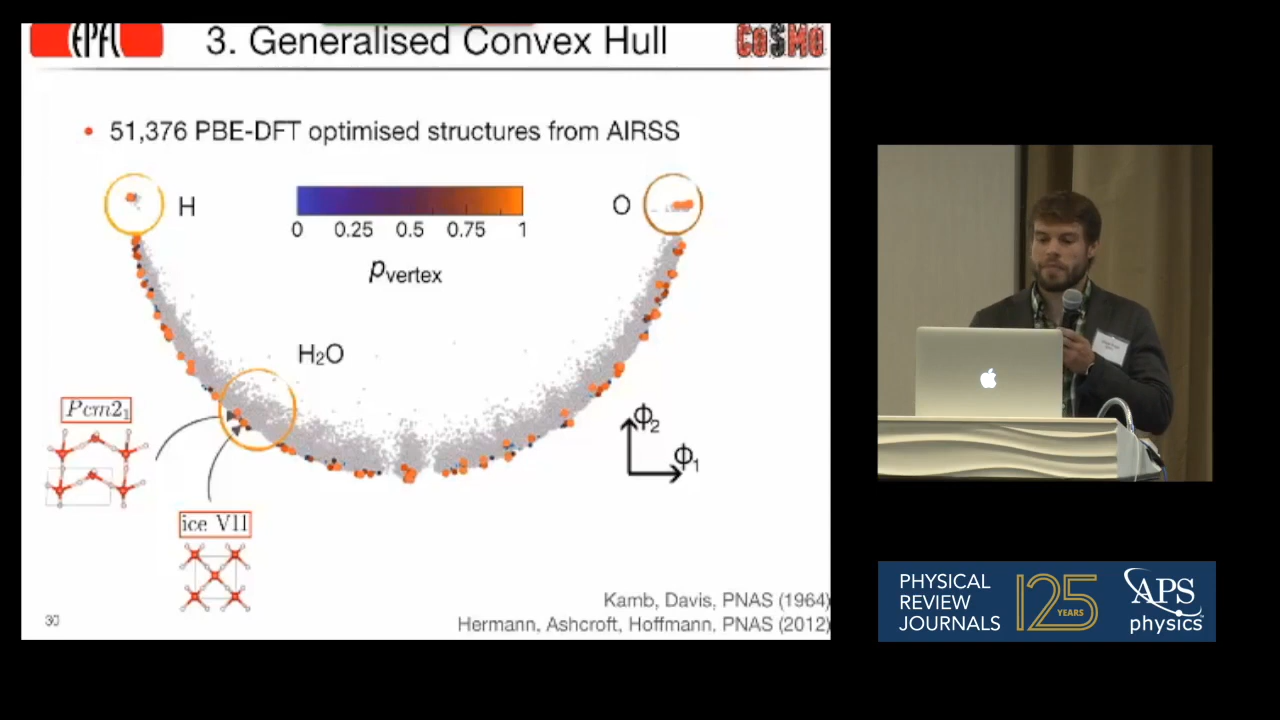 EPFL
3. Generalised Convex Hull
COSMO
• 51,376 PBE-DFT optimised structures from AIRSS
H
O
0 0.25 0.5 0.75 1
pvertex
H₂O
Pcm2₁
Φ₂
Φ₁
ice VII
Kamb, Davis, PNAS (1964)
Hermann, Ashcroft, Hoffmann, PNAS (2012)
30
PHYSICAL
REVIEW
JOURNALS
125
YEARS
APS
physics